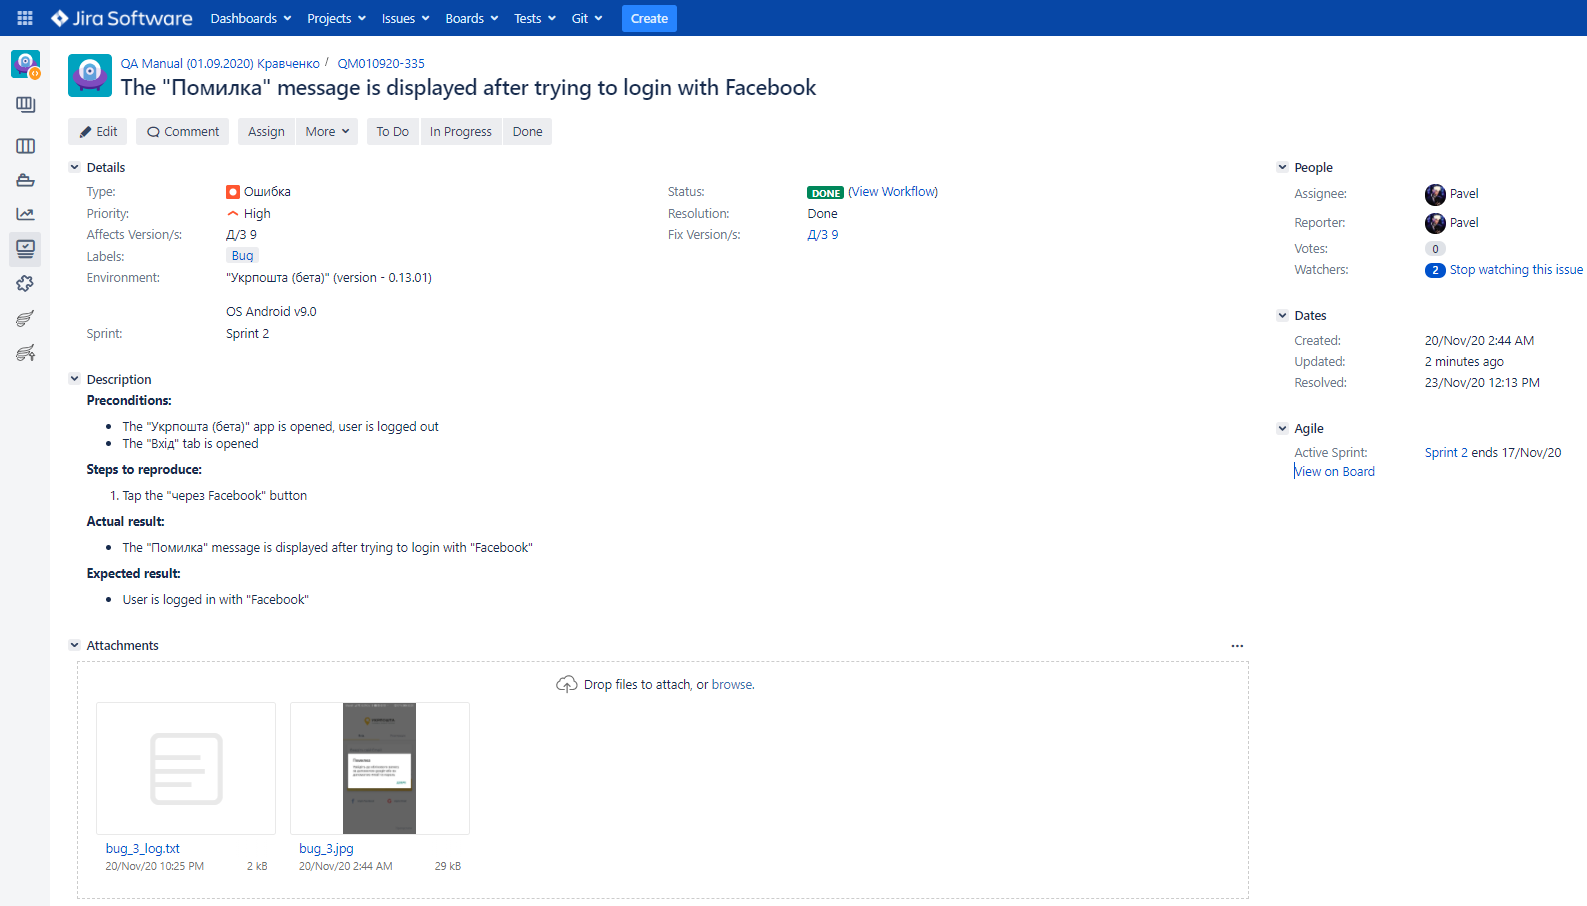 Jira Software Dashboards Projects Issues Boards Tests Git Create
QA Manual (01.09.2020) Кравченко / QM010920-335
The "Помилка" message is displayed after trying to login with Facebook
Edit Comment Assign More To Do In Progress Done
Details
Type: Ошибка
Priority: High
Affects Version/s: Д/З 9
Labels: Bug
Environment: "Укрпошта (бета)" (version - 0.13.01)
OS Android v9.0
Sprint: Sprint 2
Status: DONE (View Workflow)
Resolution: Done
Fix Version/s: Д/З 9
People
Assignee: Pavel
Reporter: Pavel
Votes: 0
Watchers: 2 Stop watching this issue
Dates
Created: 20/Nov/20 2:44 AM
Updated: 2 minutes ago
Resolved: 23/Nov/20 12:13 PM
Agile
Active Sprint: Sprint 2 ends 17/Nov/20
View on Board
Description
Preconditions:
The "Укрпошта (бета)" app is opened, user is logged out
The "Вхід" tab is opened
Steps to reproduce:
1. Tap the "через Facebook" button
Actual result:
The "Помилка" message is displayed after trying to login with "Facebook"
Expected result:
User is logged in with "Facebook"
Attachments
Drop files to attach, or browse.
Помилка
bug_3_log.txt
20/Nov/20 10:25 PM 2 kB
bug_3.jpg
20/Nov/20 2:44 AM 29 kB